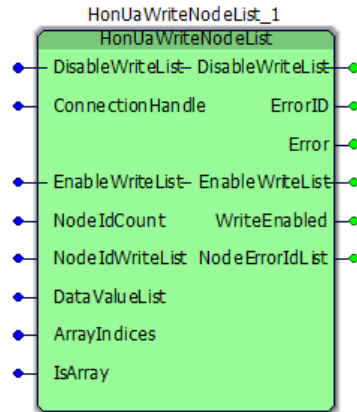 HonUaWriteNodeList_1
HonUaWriteNodeList
DisableWriteList DisableWriteList
ConnectionHandle ErrorID
Error
EnableWriteList EnableWriteList
NodeIdCount WriteEnabled
NodeIdWriteList NodeErrorIdList
DataValueList
ArrayIndices
IsArray